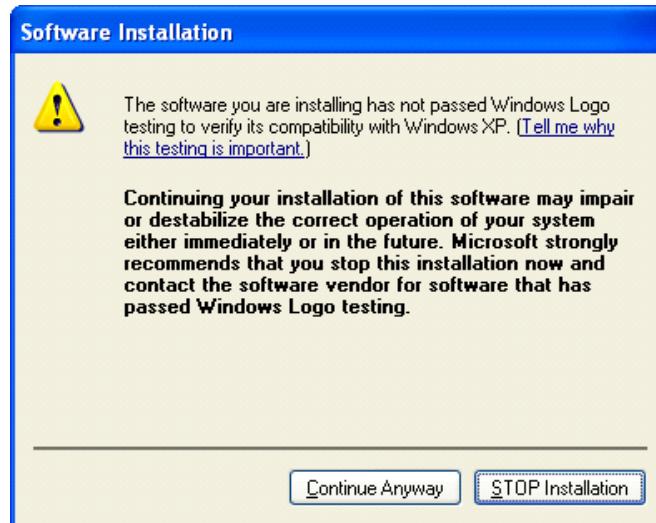 Software Installation
The software you are installing has not passed Windows Logo
testing to verify its compatibility with Windows XP. (Tell me why
this testing is important.)
Continuing your installation of this software may impair
or destabilize the correct operation of your system
either immediately or in the future. Microsoft strongly
recommends that you stop this installation now and
contact the software vendor for software that has
passed Windows Logo testing.
Continue Anyway
STOP Installation